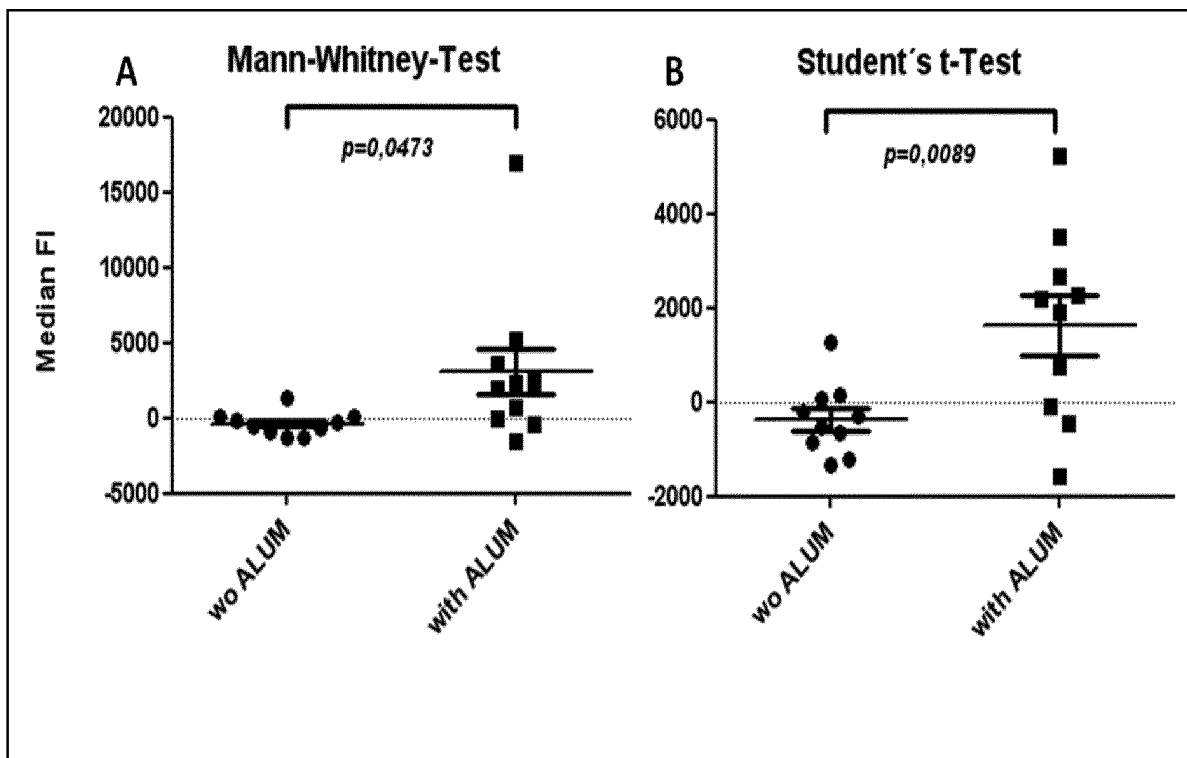 A
Mann-Whitney-Test
p=0,0473
20000
15000
10000
5000
0
-5000
Median FI
wo ALUM
with ALUM
B
Student´s t-Test
p=0,0089
6000
4000
2000
0
-2000
wo ALUM
with ALUM